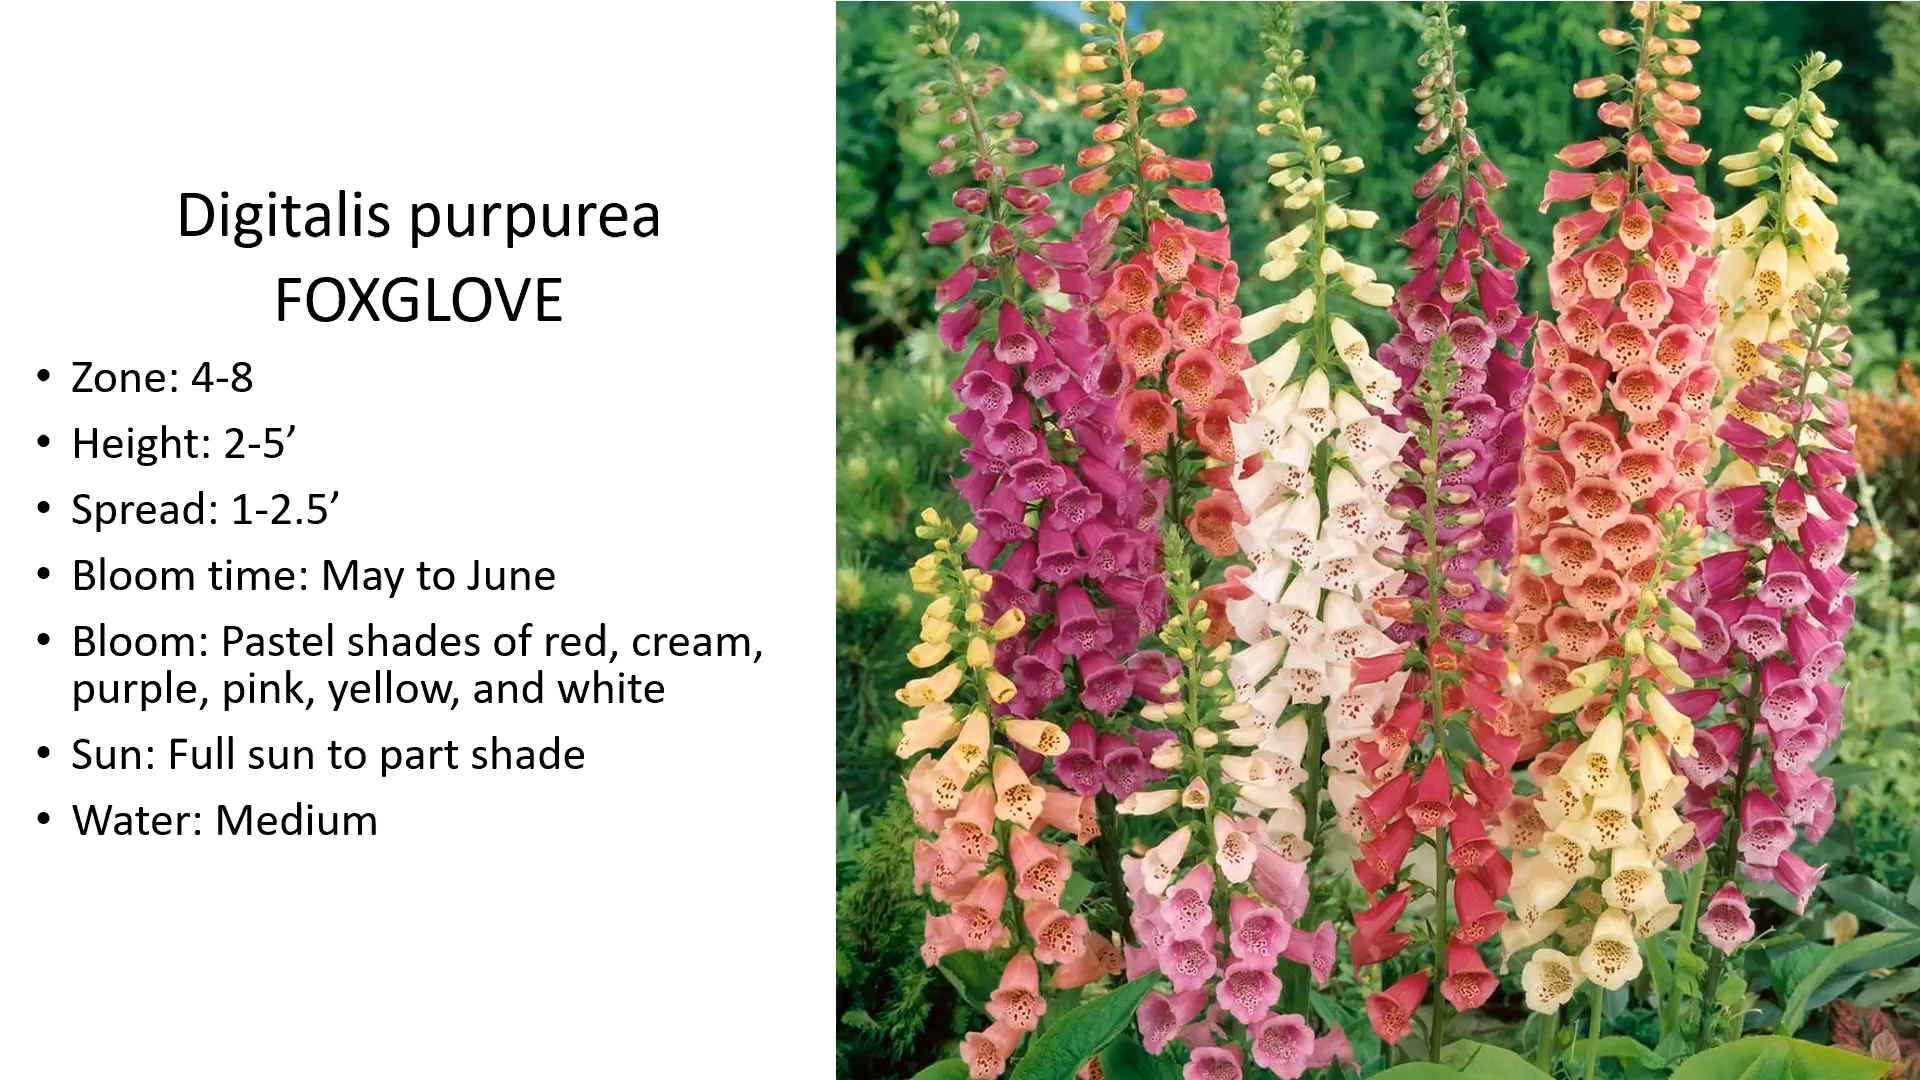 Digitalis purpurea
FOXGLOVE
• Zone: 4-8
• Height: 2-5’
• Spread: 1-2.5’
• Bloom time: May to June
• Bloom: Pastel shades of red, cream,
purple, pink, yellow, and white
• Sun: Full sun to part shade
• Water: Medium